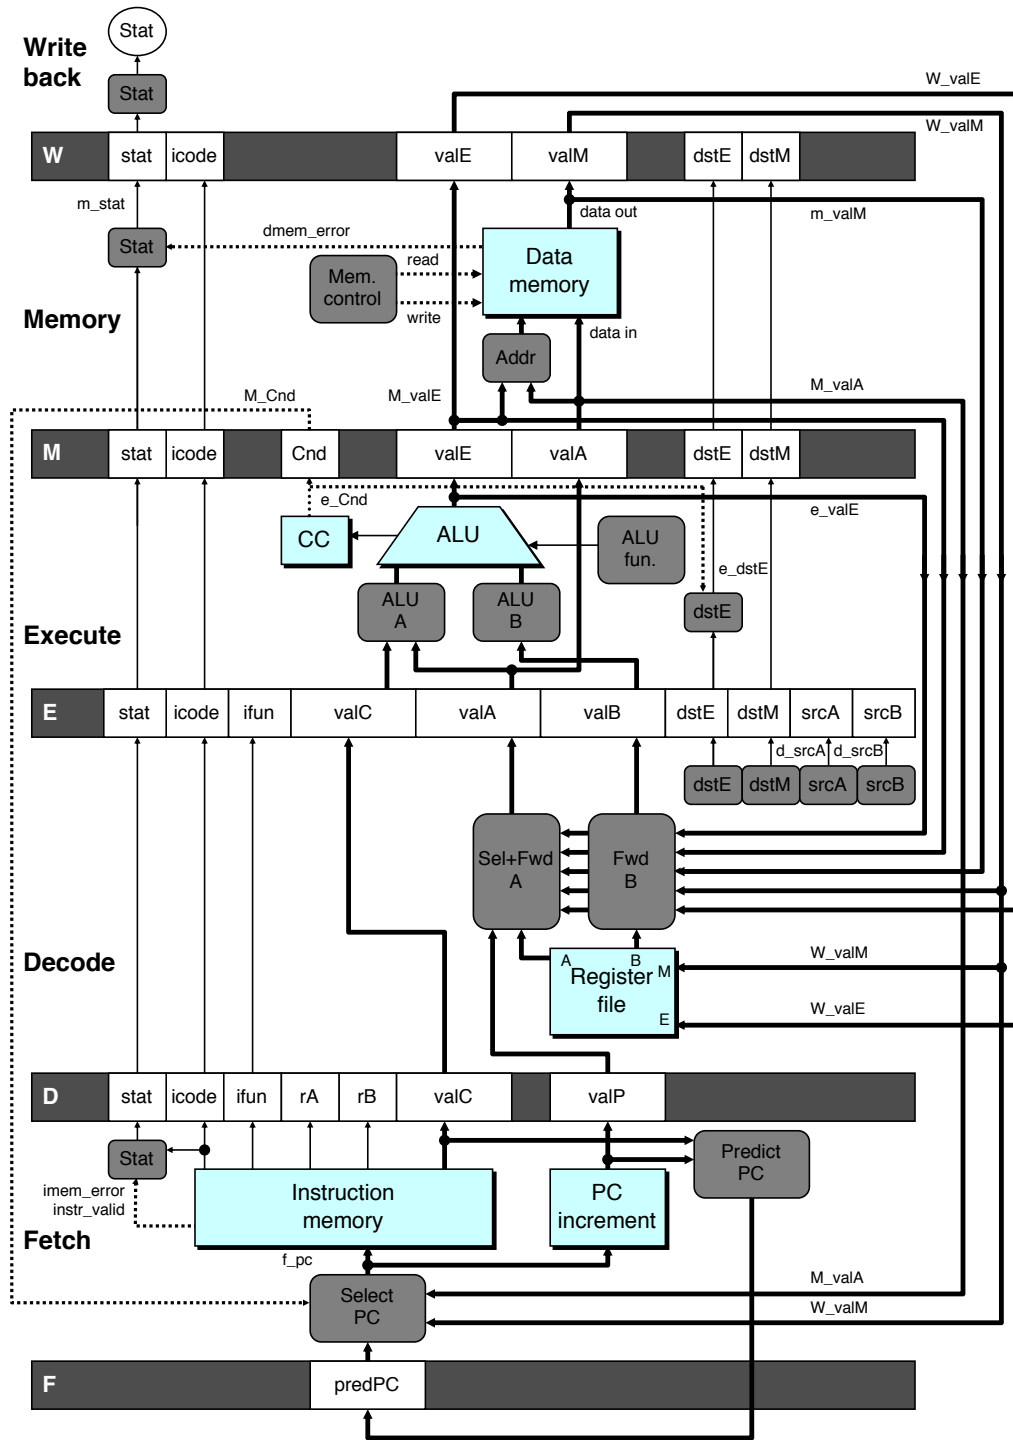 Stat
Write
back
Stat
W_valE
W_valM
W
stat
icode
valE
valM
dstE
dstM
m_stat
data out
m_valM
Stat
dmem_error
Mem.
control
read
write
Data
memory
Memory
data in
Addr
M_Cnd
M_valE
M_valA
M
stat
icode
Cnd
valE
valA
dstE
dstM
e_Cnd
e_valE
CC
ALU
ALU
fun.
e_dstE
ALU
A
ALU
B
dstE
Execute
E
stat
icode
ifun
valC
valA
valB
dstE
dstM
srcA
srcB
d_srcA
d_srcB
dstE
dstM
srcA
srcB
Sel+Fwd
A
Fwd
B
Decode
A
B
M
Register
file
E
W_valM
W_valE
D
stat
icode
ifun
rA
rB
valC
valP
Stat
Predict
PC
imem_error
instr_valid
Instruction
memory
PC
increment
Fetch
f_pc
Select
PC
M_valA
W_valM
F
predPC